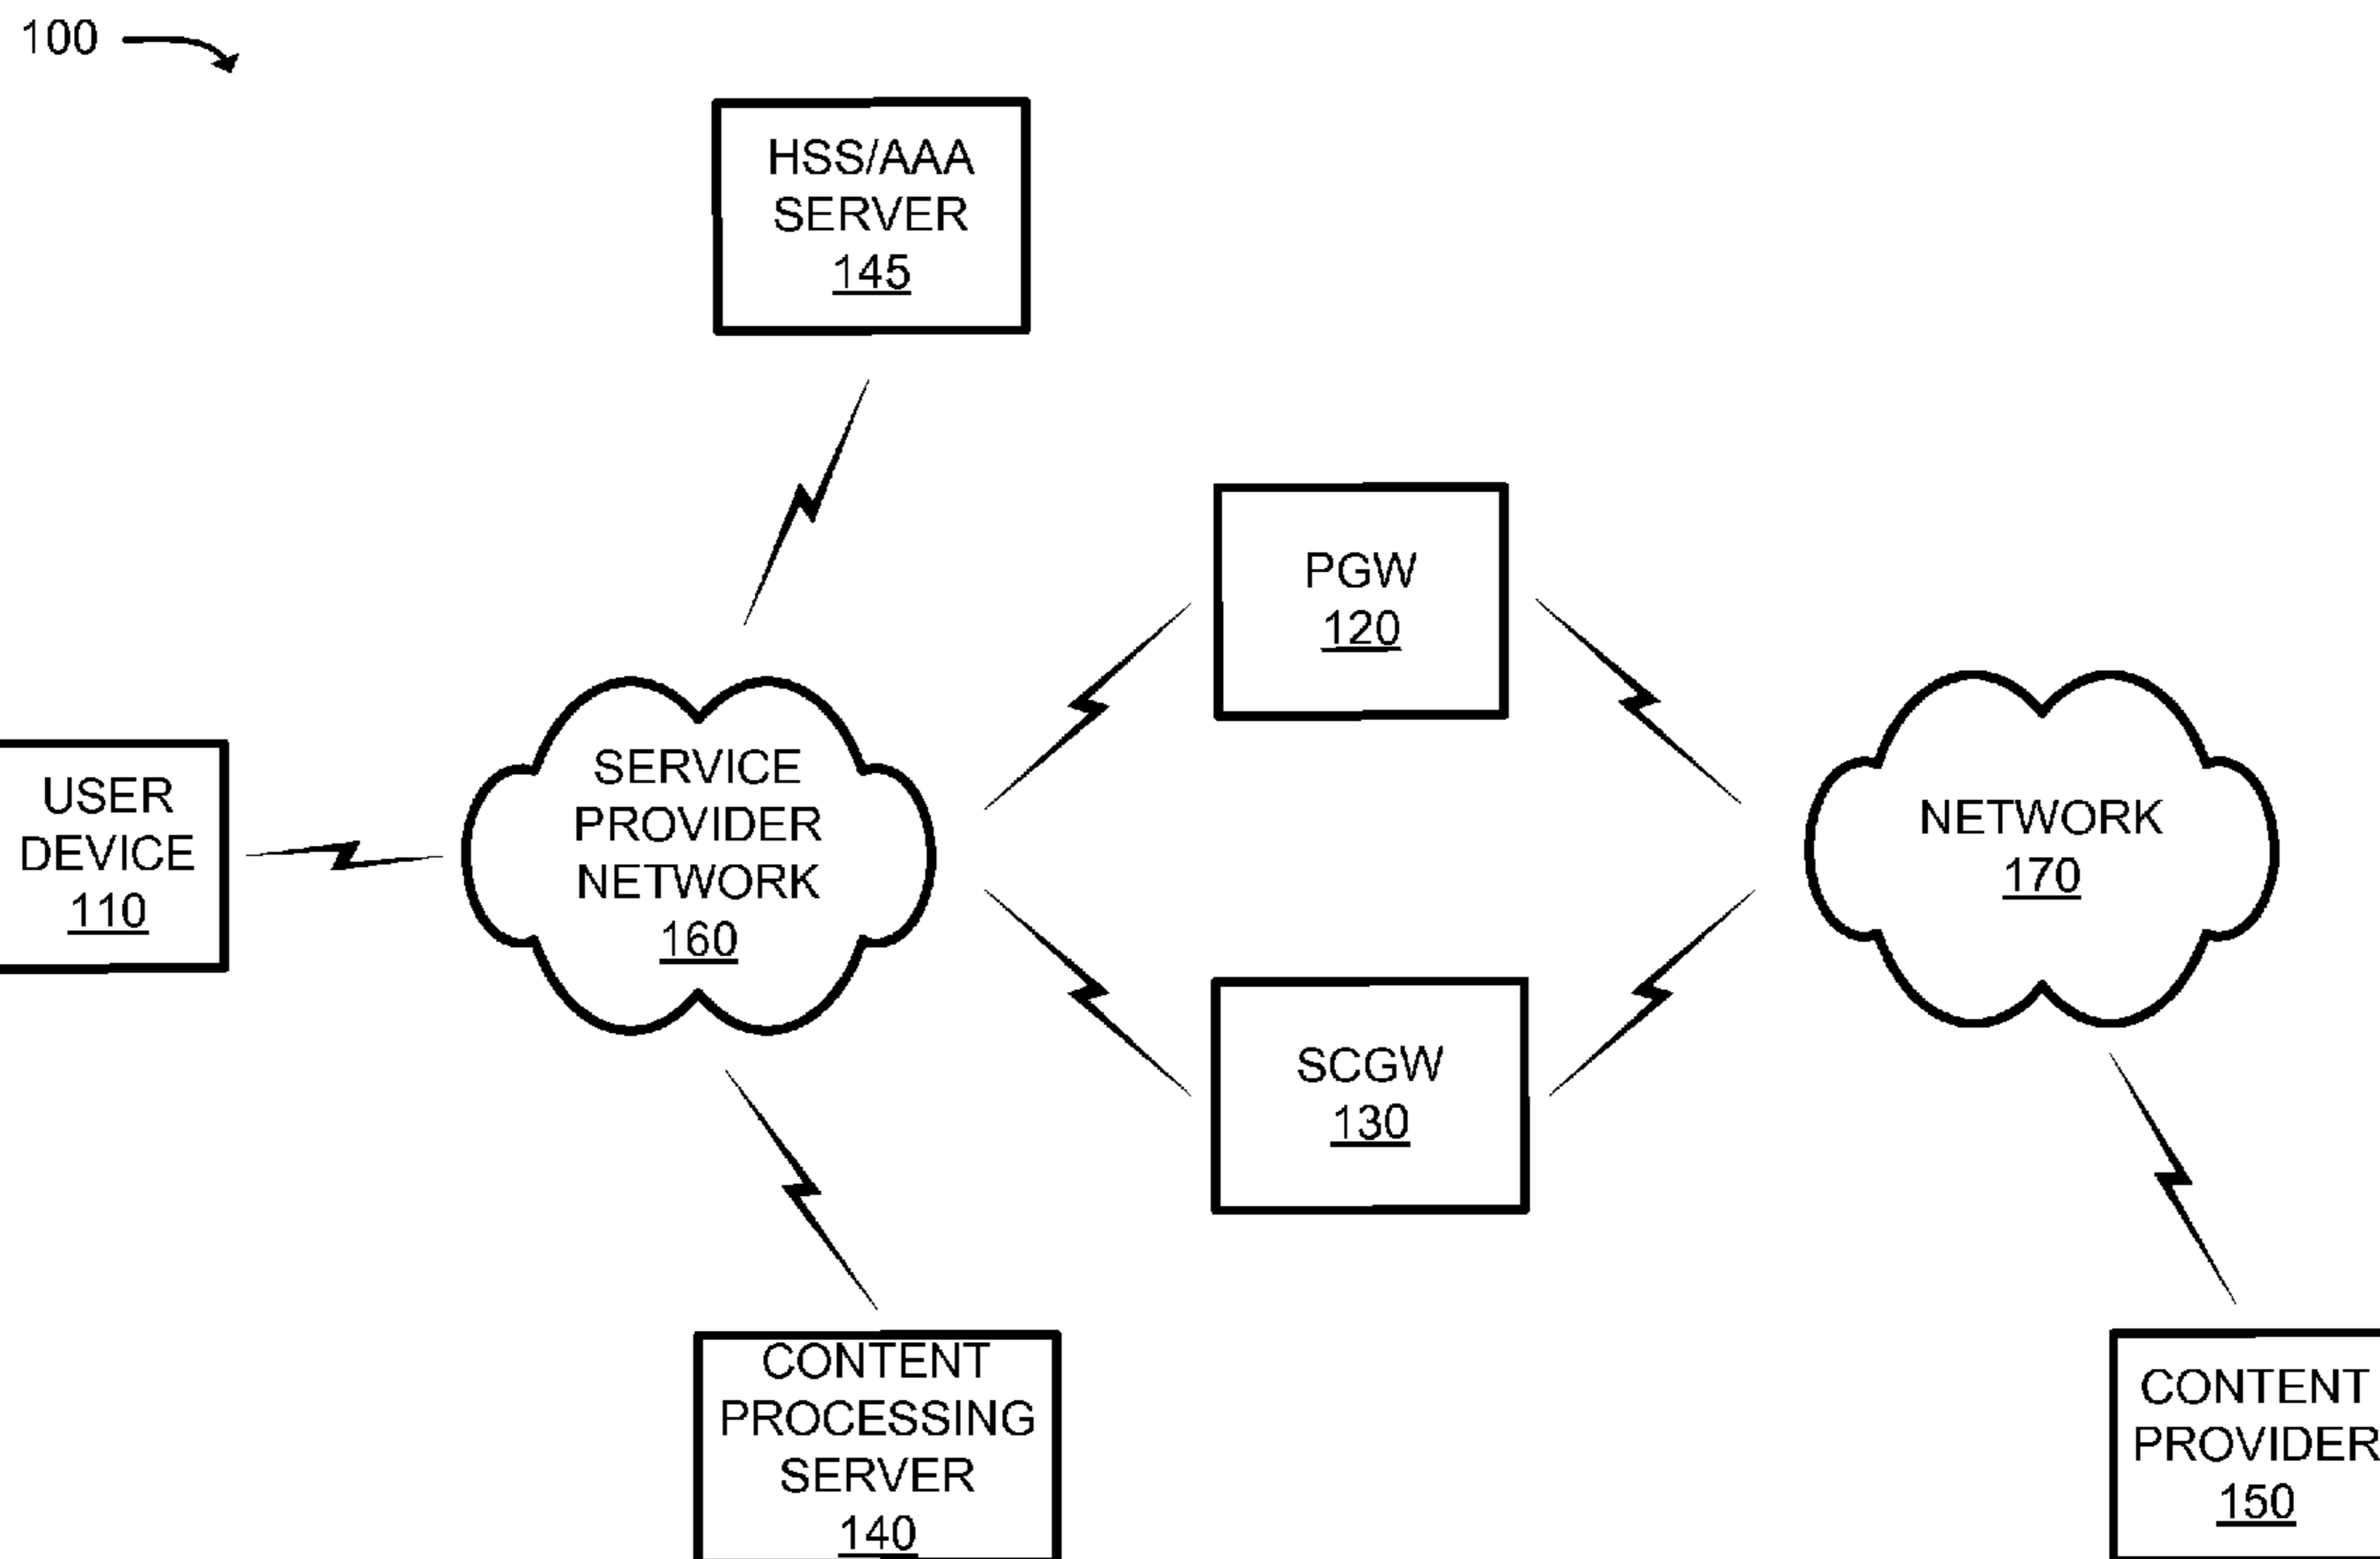 100
HSS/AAA
SERVER
145
PGW
120
USER
DEVICE
110
SERVICE
PROVIDER
NETWORK
160
NETWORK
170
SCGW
130
CONTENT
PROCESSING
SERVER
140
CONTENT
PROVIDER
150